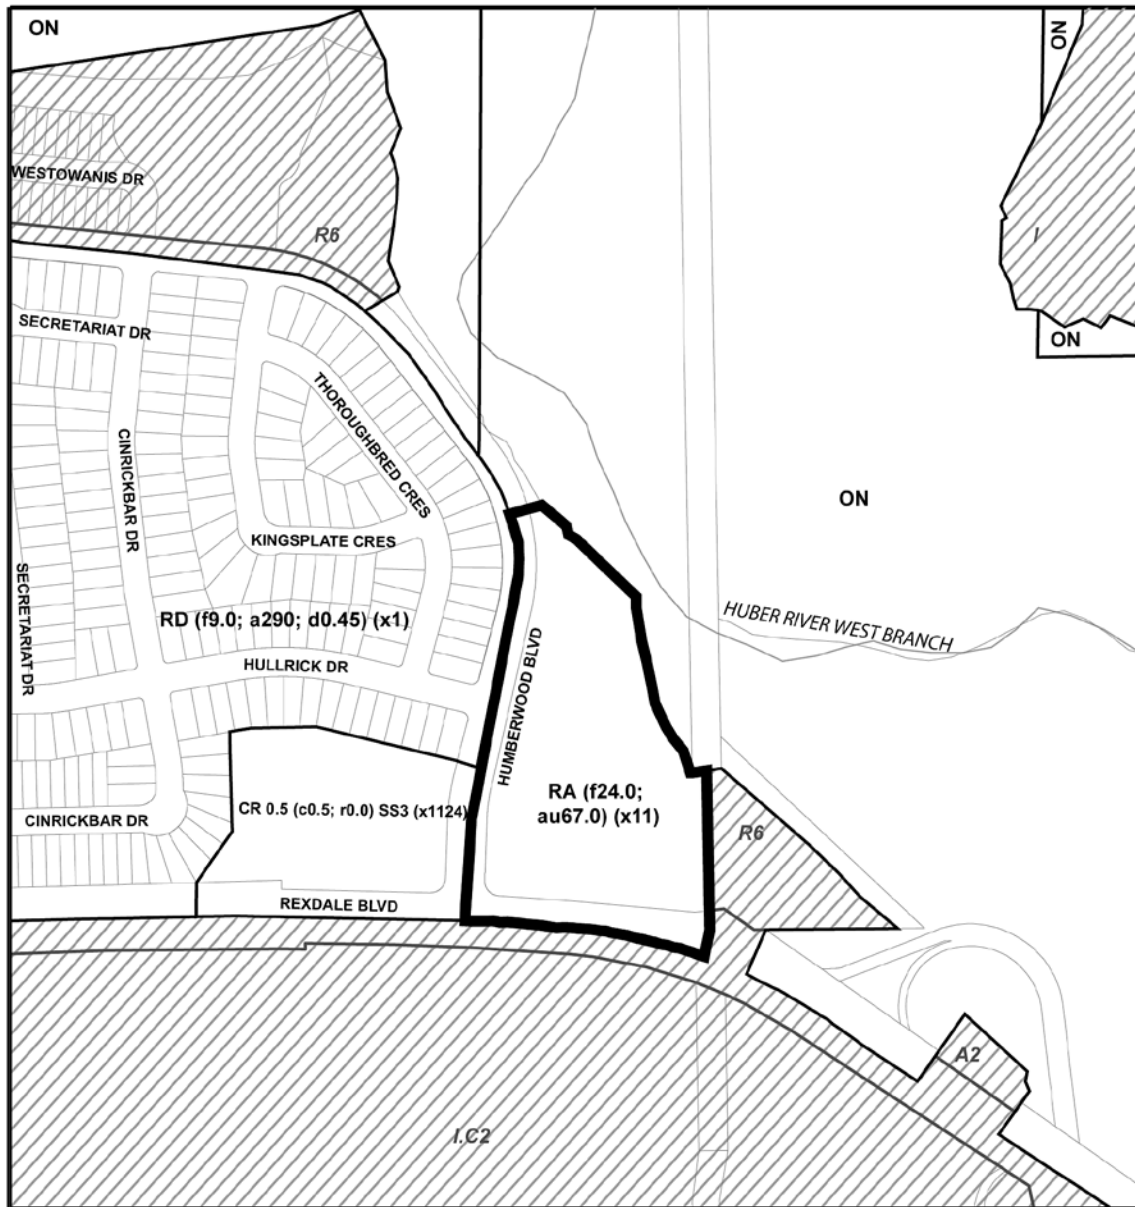 ON
ON
WESTOWANIS DR
R6
I
SECRETARIAT DR
ON
THOROUGHBRED CRES
CINRICKBAR DR
ON
KINGSPLATE CRES
SECRETARIAT DR
RD (f9.0; a290; d0.45) (x1)
HUBER RIVER WEST BRANCH
HULLRICK DR
HUMBERWOOD BLVD
RA (f24.0;
au67.0) (x11)
CR 0.5 (c0.5; r0.0) SS3 (x1124)
CINRICKBAR DR
R6
REXDALE BLVD
A2
I.C2